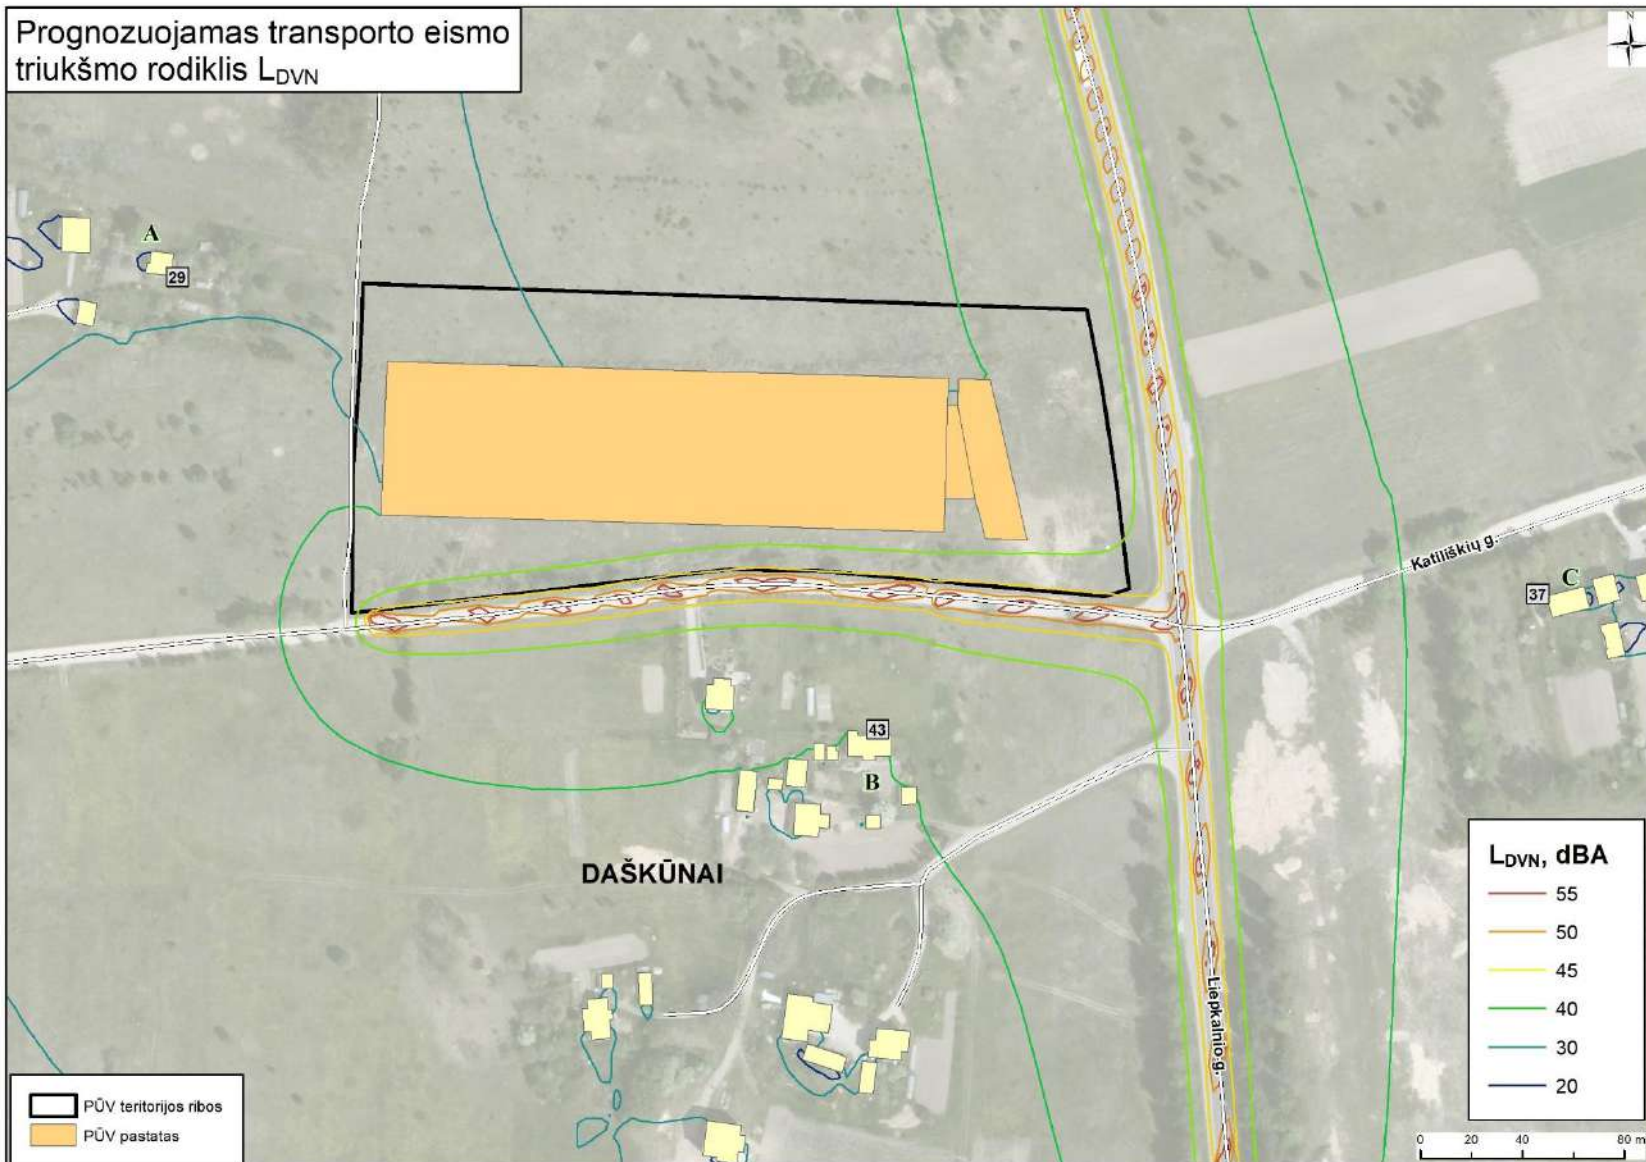 Prognozuojamas transporto eismo
triukšmo rodiklis LDVN
N
A
29
Katiliškių g.
C
37
43
B
DAŠKŪNAI
Liepkalnio g.
LDVN, dBA
55
50
45
40
30
20
PŪV teritorijos ribos
PŪV pastatas
0 20 40 80 m